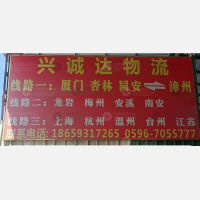 兴诚达物流
线路一：厦门 杏林 同安 ⇌ 漳州
线路二：龙岩 梅州 安溪 南安
线路三：上海 杭州 温州 台州 江苏
联系电话：18659317265 0596-7055777